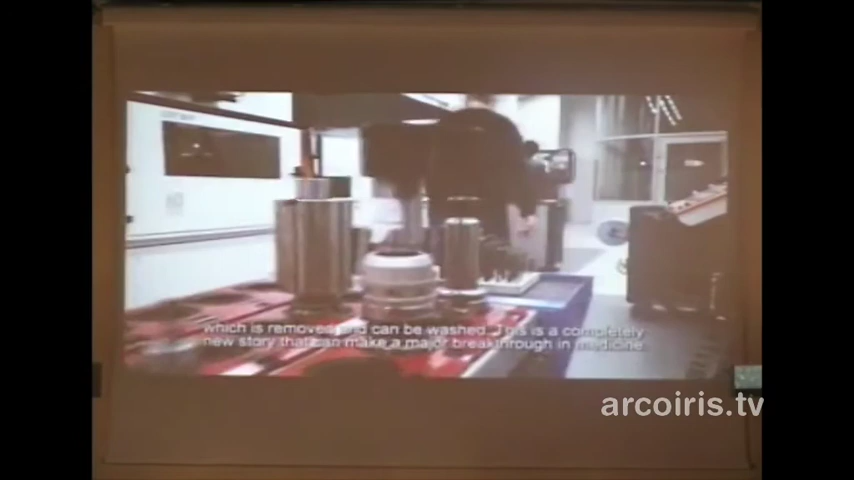 which is removed and can be washed. This is a completely
new story that can make a major breakthrough in medicine.
arcoiris.tv